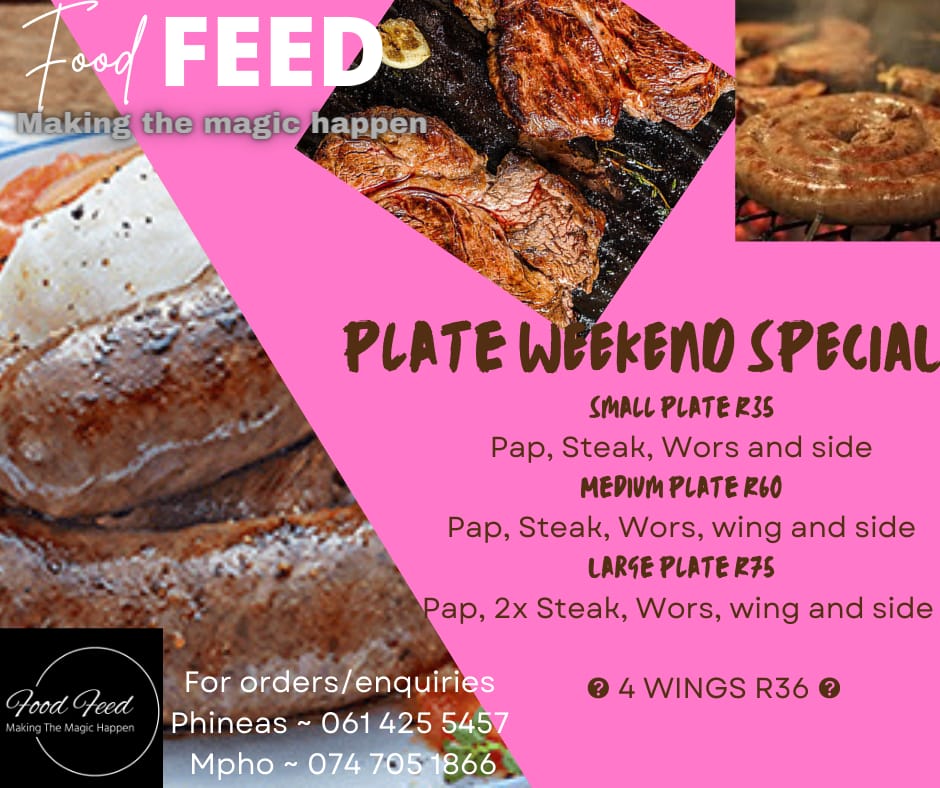 Food FEED
Making the magic happen
PLATE WEEKEND SPECIAL
SMALL PLATE R35
Pap, Steak, Wors and side
MEDIUM PLATE R60
Pap, Steak, Wors, wing and side
LARGE PLATE R75
Pap, 2x Steak, Wors, wing and side
? 4 WINGS R36 ?
For orders/enquiries
Phineas ~ 061 425 5457
Mpho ~ 074 705 1866
Food Feed
Making The Magic Happen